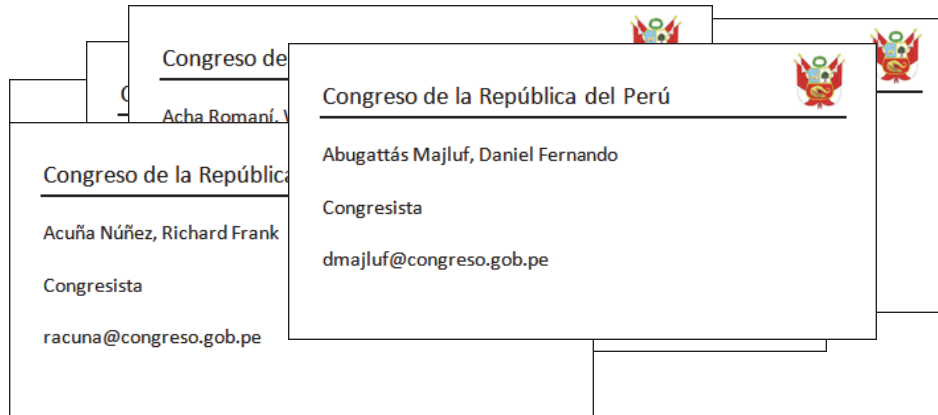 Congreso de
Acha Romaní,
Congreso de la República del Perú
Abugattás Majluf, Daniel Fernando
Congresista
dmajluf@congreso.gob.pe
Congreso de la República
Acuña Núñez, Richard Frank
Congresista
racuna@congreso.gob.pe